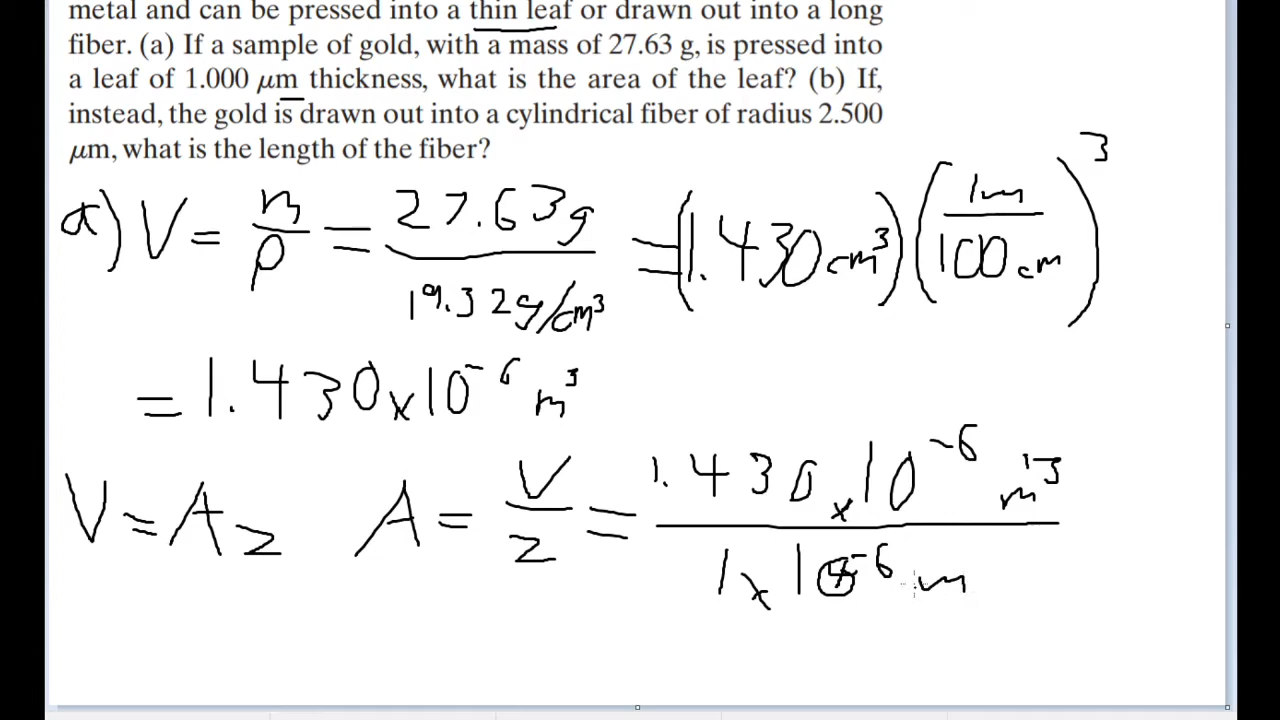 metal and can be pressed into a thin leaf or drawn out into a long
fiber. (a) If a sample of gold, with a mass of 27.63 g, is pressed into
a leaf of 1.000 μm thickness, what is the area of the leaf? (b) If,
instead, the gold is drawn out into a cylindrical fiber of radius 2.500
μm, what is the length of the fiber?
a) V = m/ρ = 27.63g / 19.32g/cm³ = (1.430cm³)(1m/100cm)³
= 1.430x10⁻⁶ m³
V = Az A = V/z = 1.430x10⁻⁶ m³ / 1x10⁻⁶ m